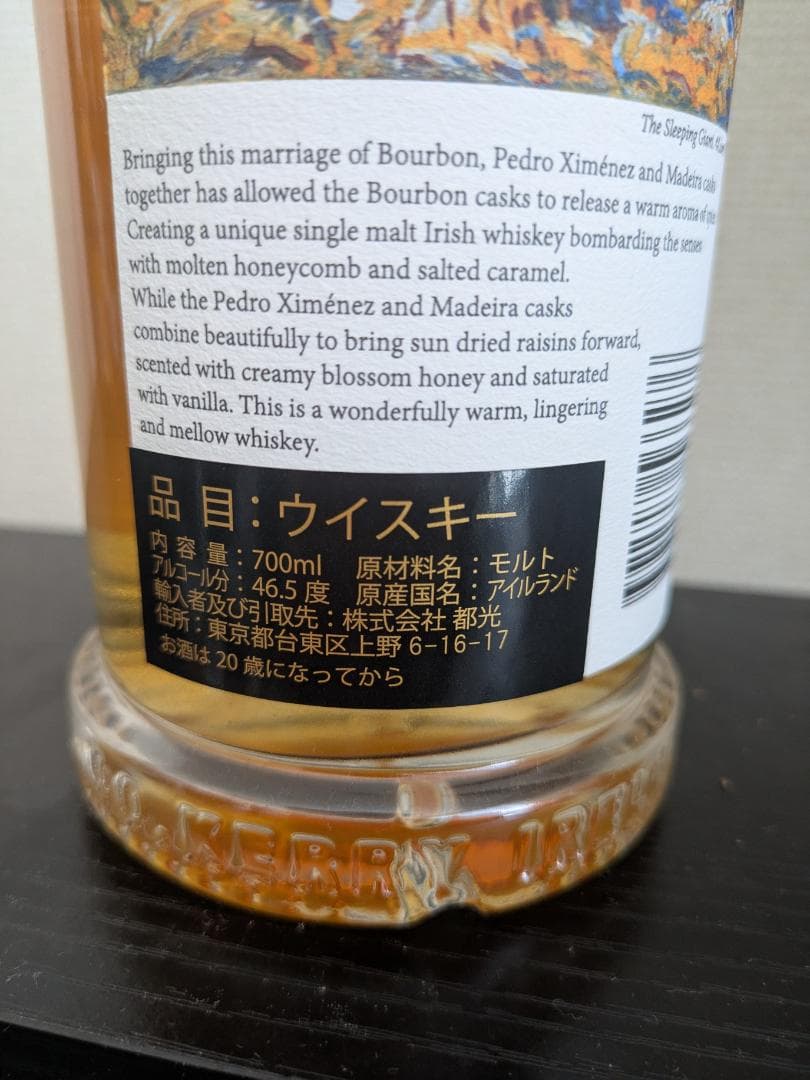 The Sleeping Giant,
Bringing this marriage of Bourbon, Pedro Ximénez and Madeira casks
together has allowed the Bourbon casks to release a warm aroma of
Creating a unique single malt Irish whiskey bombarding the senses
with molten honeycomb and salted caramel.
While the Pedro Ximénez and Madeira casks
combine beautifully to bring sun dried raisins forward,
scented with creamy blossom honey and saturated
with vanilla. This is a wonderfully warm, lingering
and mellow whiskey.
品 目：ウイスキー
内 容 量：700ml 原材料名：モルト
アルコール分：46.5 度 原産国名：アイルランド
輸入者及び引取先：株式会社 都光
住所：東京都台東区上野 6-16-17
お酒は 20 歳になってから
CO. KERRY